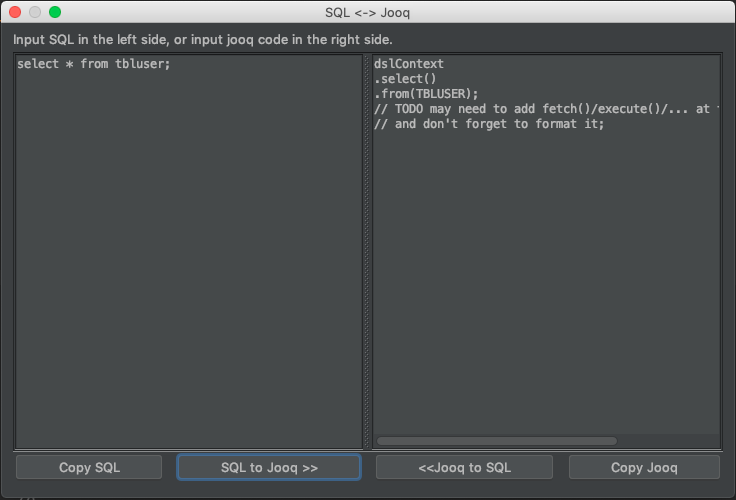 SQL <-> Jooq
Input SQL in the left side, or input jooq code in the right side.
select * from tbluser;
dslContext
.select()
.from(TBLUSER);
// TODO may need to add fetch()/execute()/... at
// and don't forget to format it;
Copy SQL
SQL to Jooq >>
<<Jooq to SQL
Copy Jooq